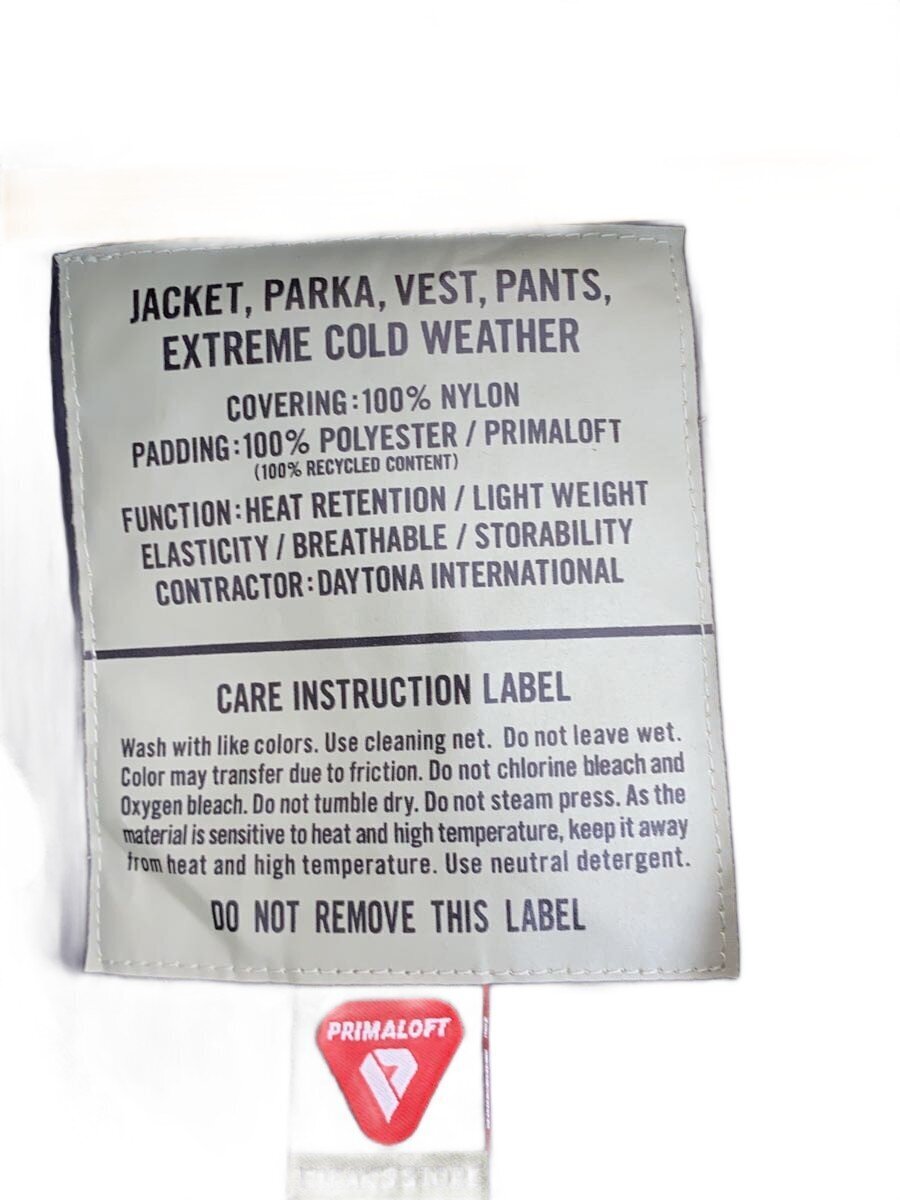 JACKET, PARKA, VEST, PANTS,
EXTREME COLD WEATHER
COVERING:100% NYLON
PADDING:100% POLYESTER / PRIMALOFT
(100% RECYCLED CONTENT)
FUNCTION:HEAT RETENTION / LIGHT WEIGHT
ELASTICITY / BREATHABLE / STORABILITY
CONTRACTOR:DAYTONA INTERNATIONAL
CARE INSTRUCTION LABEL
Wash with like colors. Use cleaning net. Do not leave wet.
Color may transfer due to friction. Do not chlorine bleach and
Oxygen bleach. Do not tumble dry. Do not steam press. As the
material is sensitive to heat and high temperature, keep it away
from heat and high temperature. Use neutral detergent.
DO NOT REMOVE THIS LABEL
PRIMALOFT